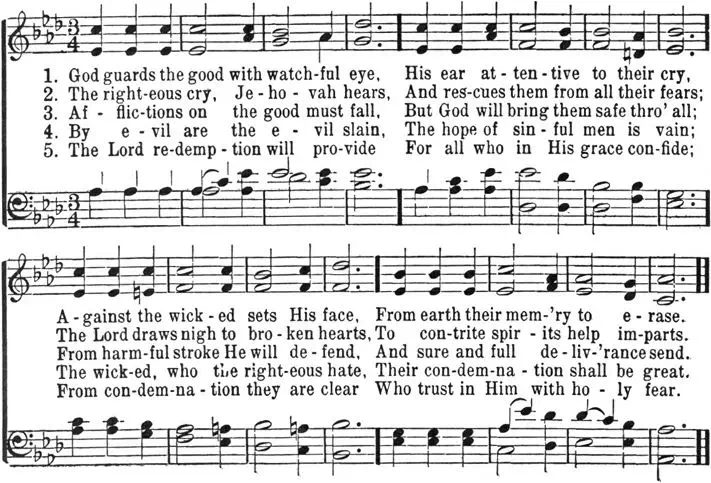 3
4
1. God guards the good with watch-ful eye, His ear at-ten-tive to their cry,
2. The right-eous cry, Je-ho-vah hears, And res-cues them from all their fears;
3. Af-flic-tions on the good must fall, But God will bring them safe thro' all;
4. By e-vil are the e-vil slain, The hope of sin-ful men is vain;
5. The Lord re-demp-tion will pro-vide For all who in His grace con-fide;
3
4
A-gainst the wick-ed sets His face, From earth their mem-'ry to e-rase.
The Lord draws nigh to bro-ken hearts, To con-trite spir-its help im-parts.
From harm-ful stroke He will de-fend, And sure and full de-liv-'rance send.
The wick-ed, who the right-eous hate, Their con-dem-na-tion shall be great.
From con-dem-na-tion they are clear Who trust in Him with ho-ly fear.